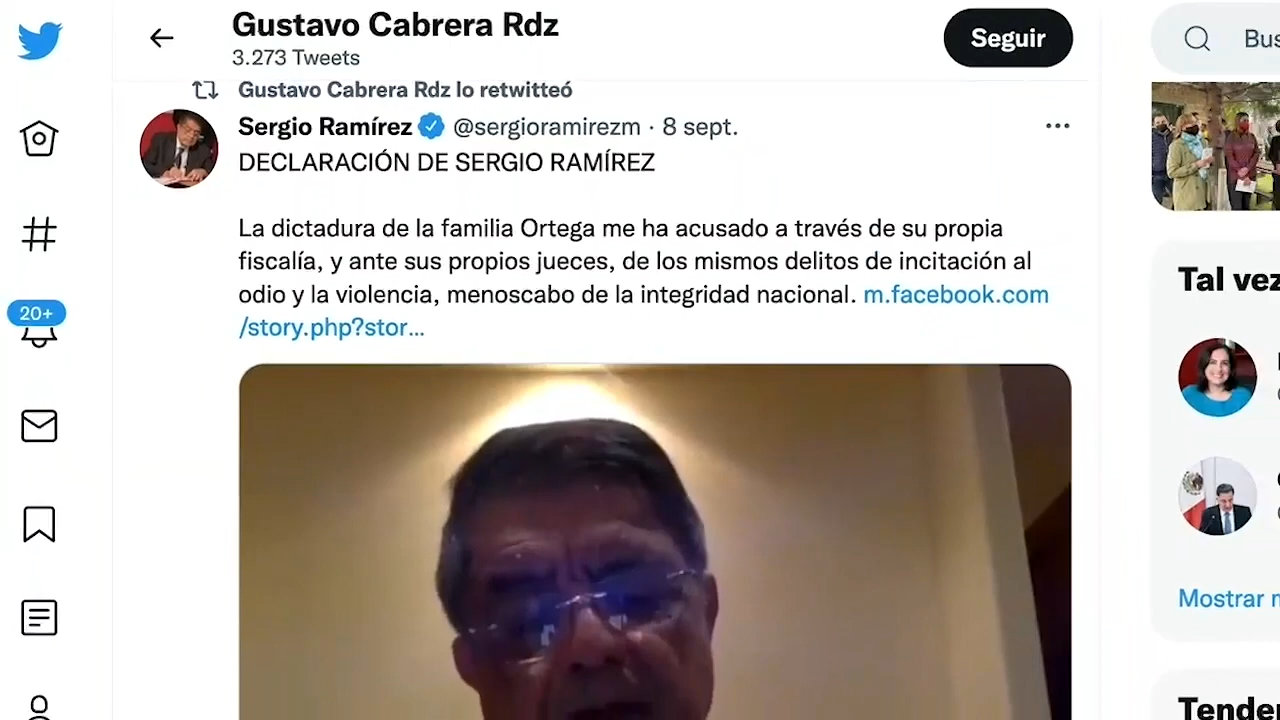 Gustavo Cabrera Rdz
3.273 Tweets
Seguir
Gustavo Cabrera Rdz lo retwitteó
Sergio Ramírez @sergioramirezm · 8 sept.
DECLARACIÓN DE SERGIO RAMÍREZ
La dictadura de la familia Ortega me ha acusado a través de su propia
fiscalía, y ante sus propios jueces, de los mismos delitos de incitación al
odio y la violencia, menoscabo de la integridad nacional. m.facebook.com
/story.php?stor...
20+
Bus
Tal vez
Mostrar
Tender